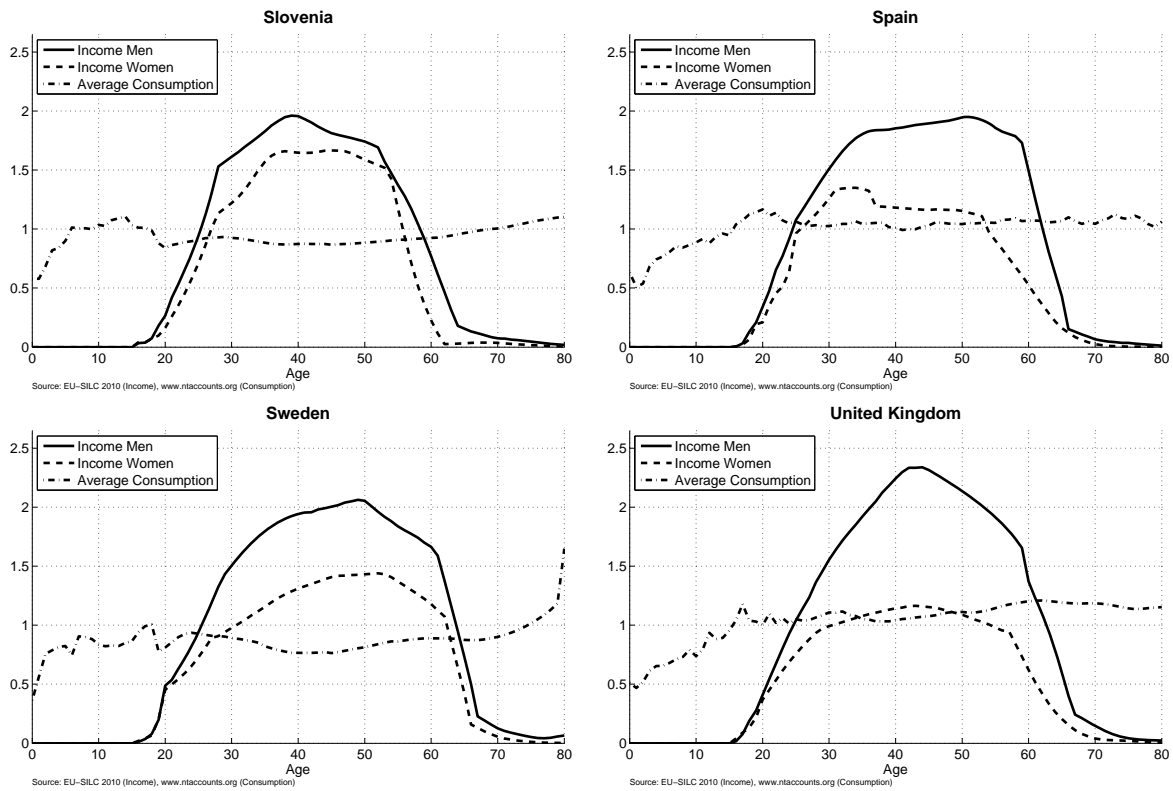 Slovenia
Income Men
Income Women
Average Consumption
2.5
2
1.5
1
0.5
0
0 10 20 30 40 50 60 70 80
Age
Source: EU−SILC 2010 (Income), www.ntaccounts.org (Consumption)
Spain
Income Men
Income Women
Average Consumption
2.5
2
1.5
1
0.5
0
0 10 20 30 40 50 60 70 80
Age
Source: EU−SILC 2010 (Income), www.ntaccounts.org (Consumption)
Sweden
Income Men
Income Women
Average Consumption
2.5
2
1.5
1
0.5
0
0 10 20 30 40 50 60 70 80
Age
Source: EU−SILC 2010 (Income), www.ntaccounts.org (Consumption)
United Kingdom
Income Men
Income Women
Average Consumption
2.5
2
1.5
1
0.5
0
0 10 20 30 40 50 60 70 80
Age
Source: EU−SILC 2010 (Income), www.ntaccounts.org (Consumption)